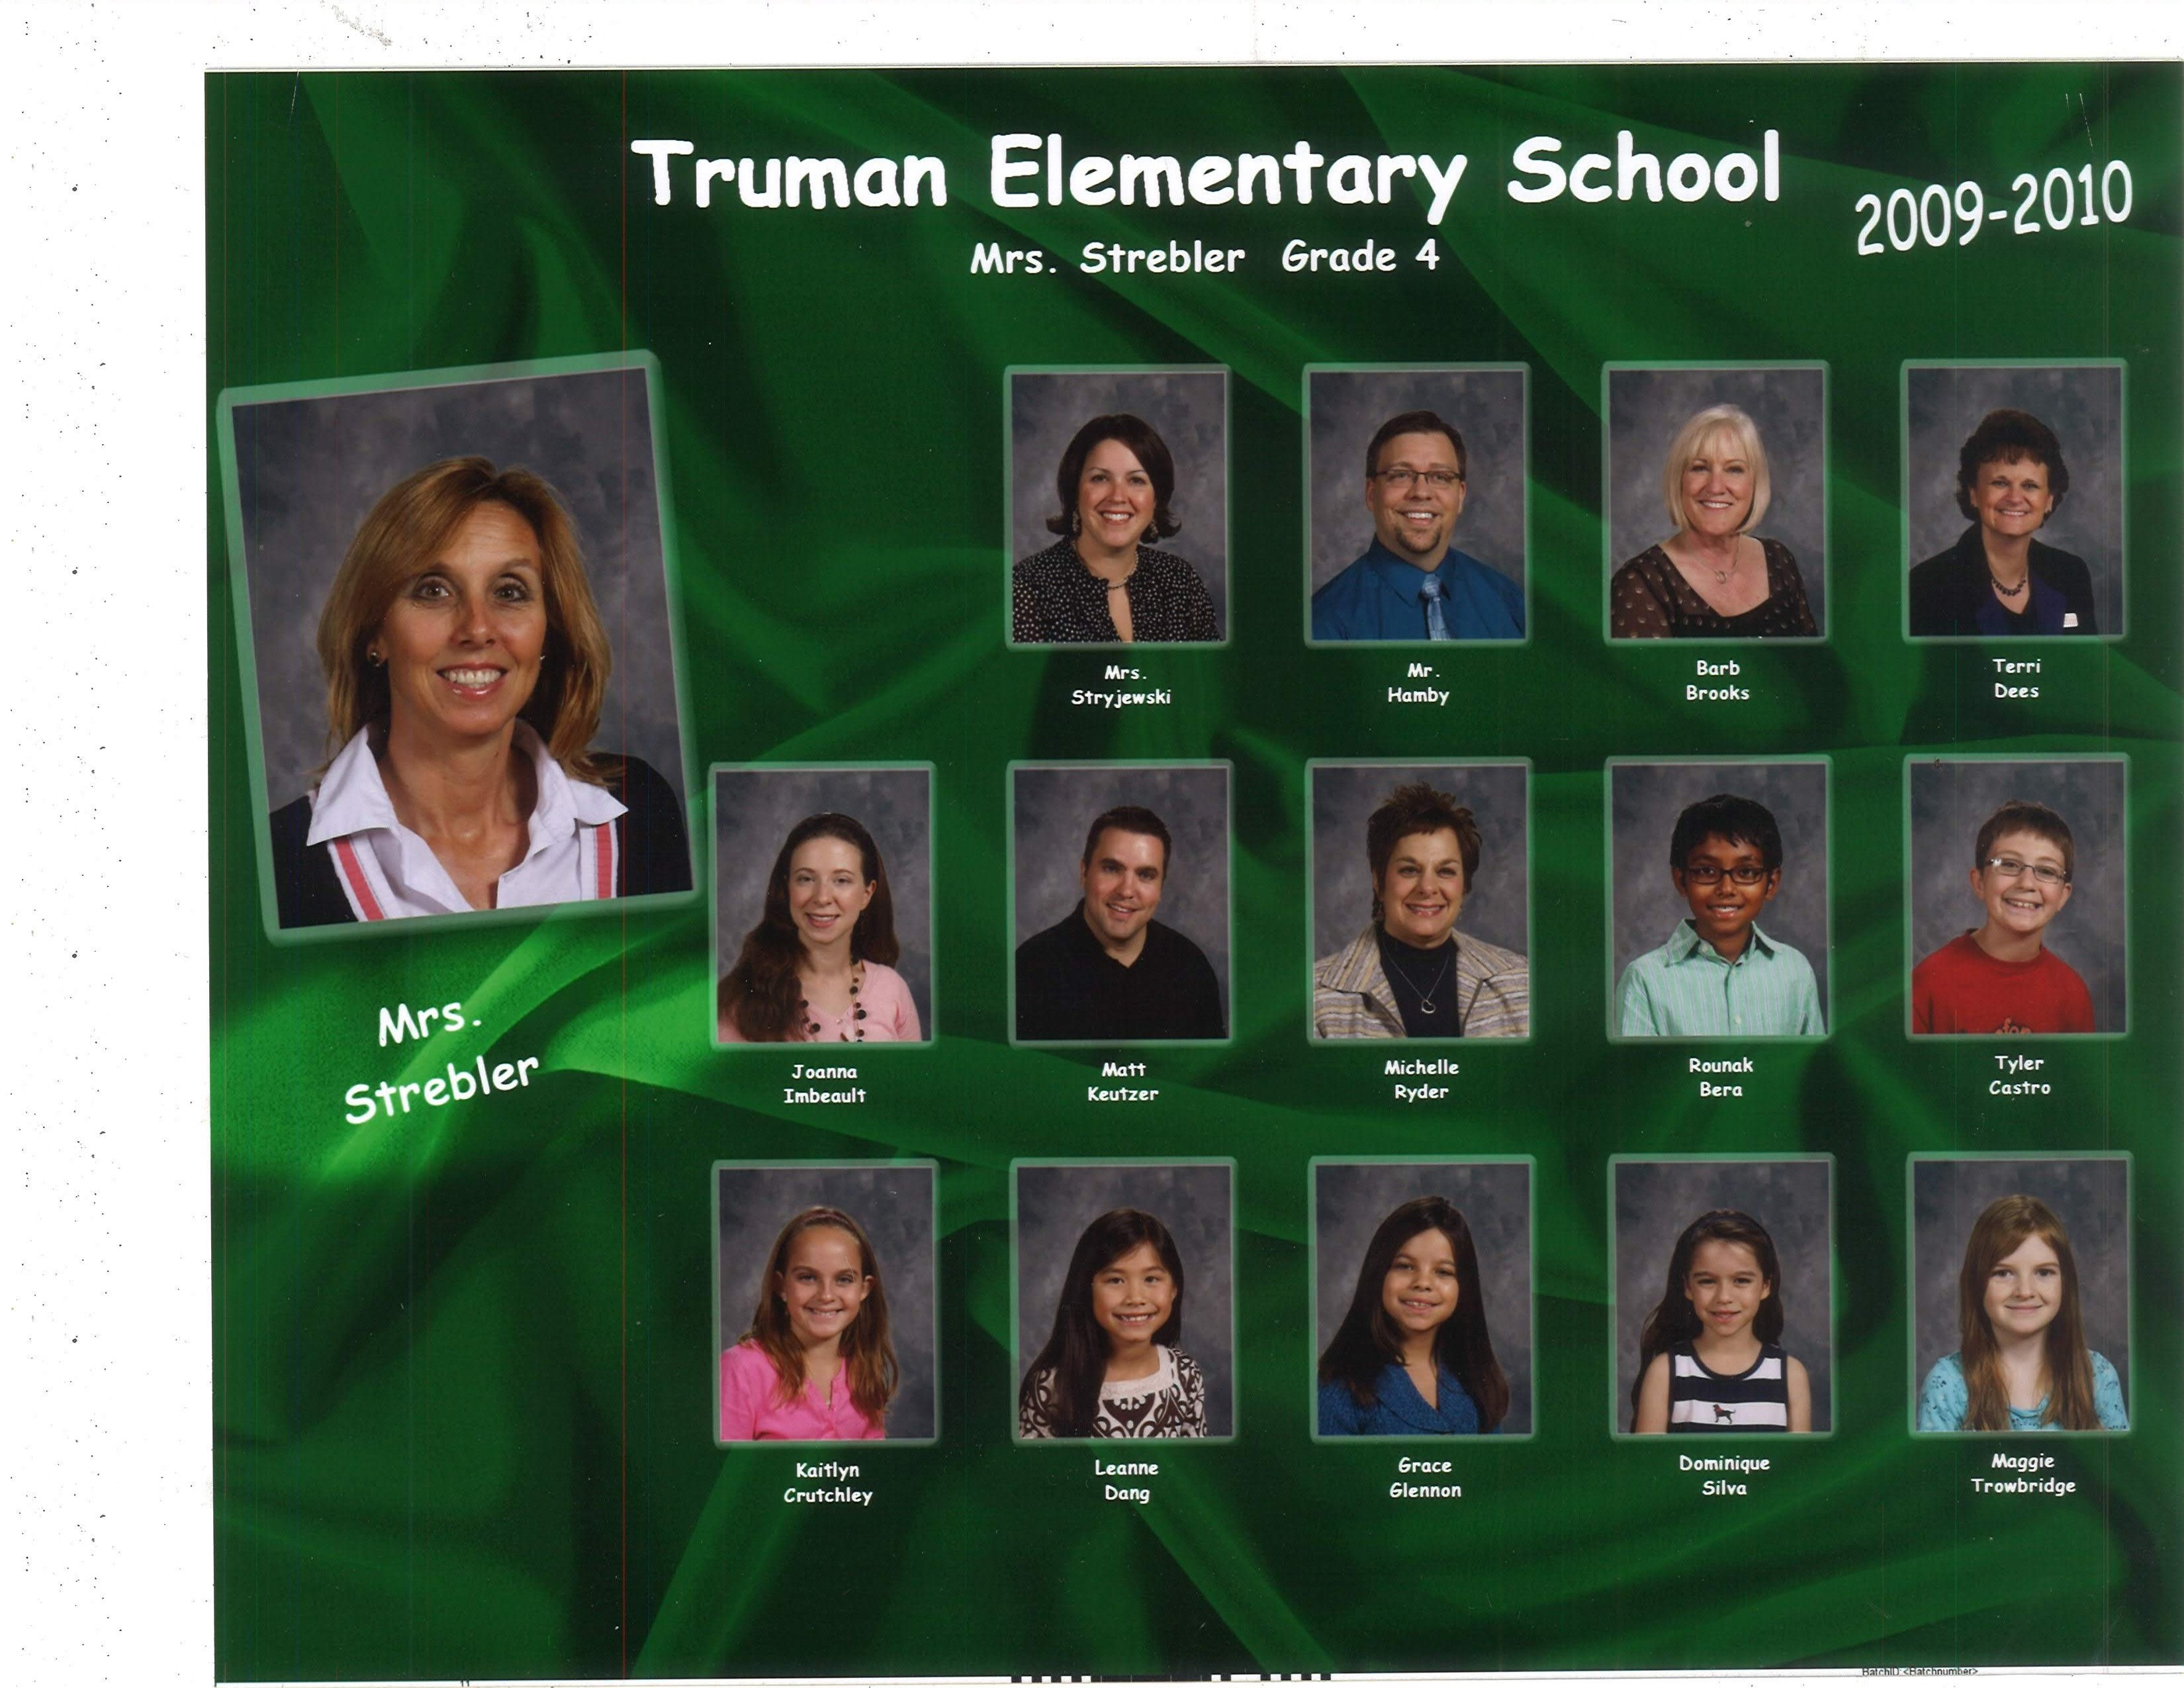 Truman Elementary School
2009-2010
Mrs. Strebler Grade 4
Mrs.
Stryjewski
Mr.
Hamby
Barb
Brooks
Terri
Dees
Mrs.
Strebler
Joanna
Imbeault
Matt
Keutzer
Michelle
Ryder
Rounak
Bera
Tyler
Castro
Kaitlyn
Crutchley
Leanne
Dang
Grace
Glennon
Dominique
Silva
Maggie
Trowbridge
BatchID: <Batchnumber>